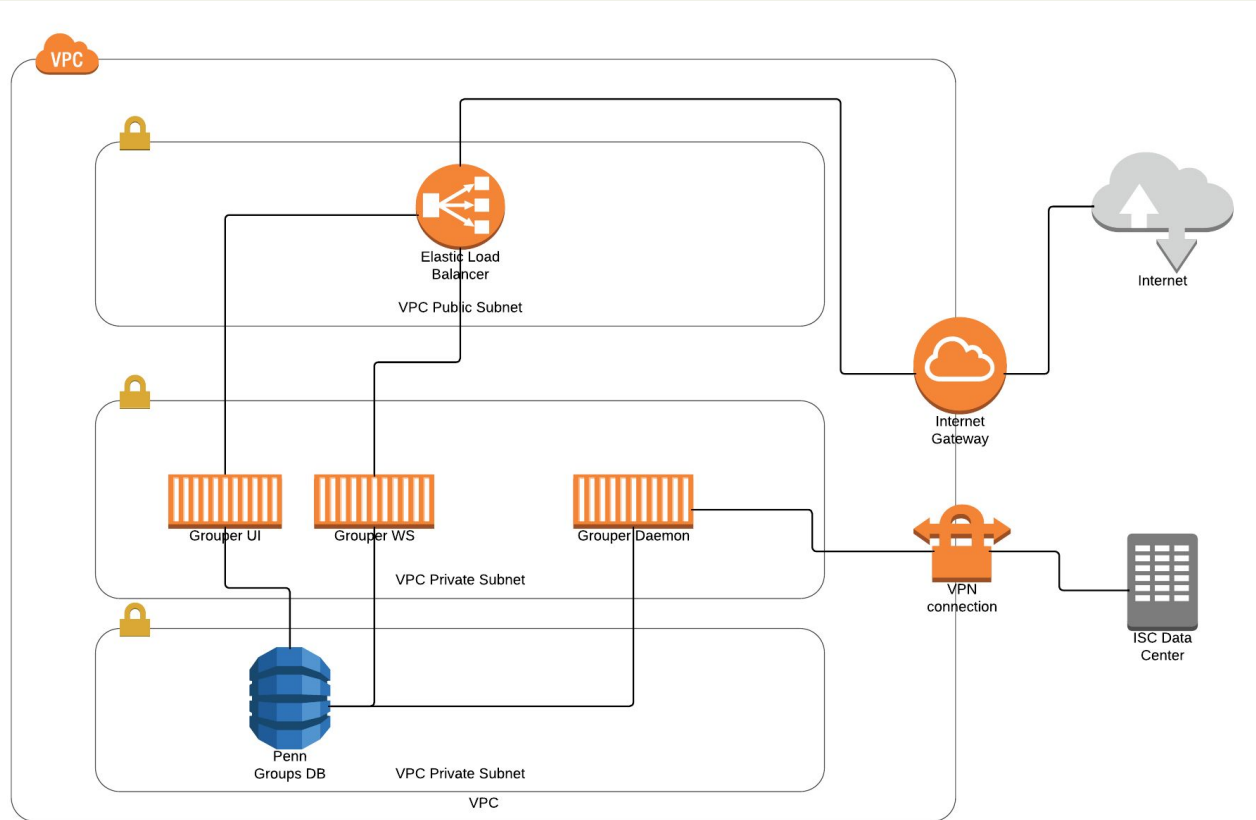 VPC
Elastic Load
Balancer
VPC Public Subnet
Internet
Internet
Gateway
Grouper UI
Grouper WS
Grouper Daemon
VPC Private Subnet
VPN
connection
ISC Data
Center
Penn
Groups DB
VPC Private Subnet
VPC